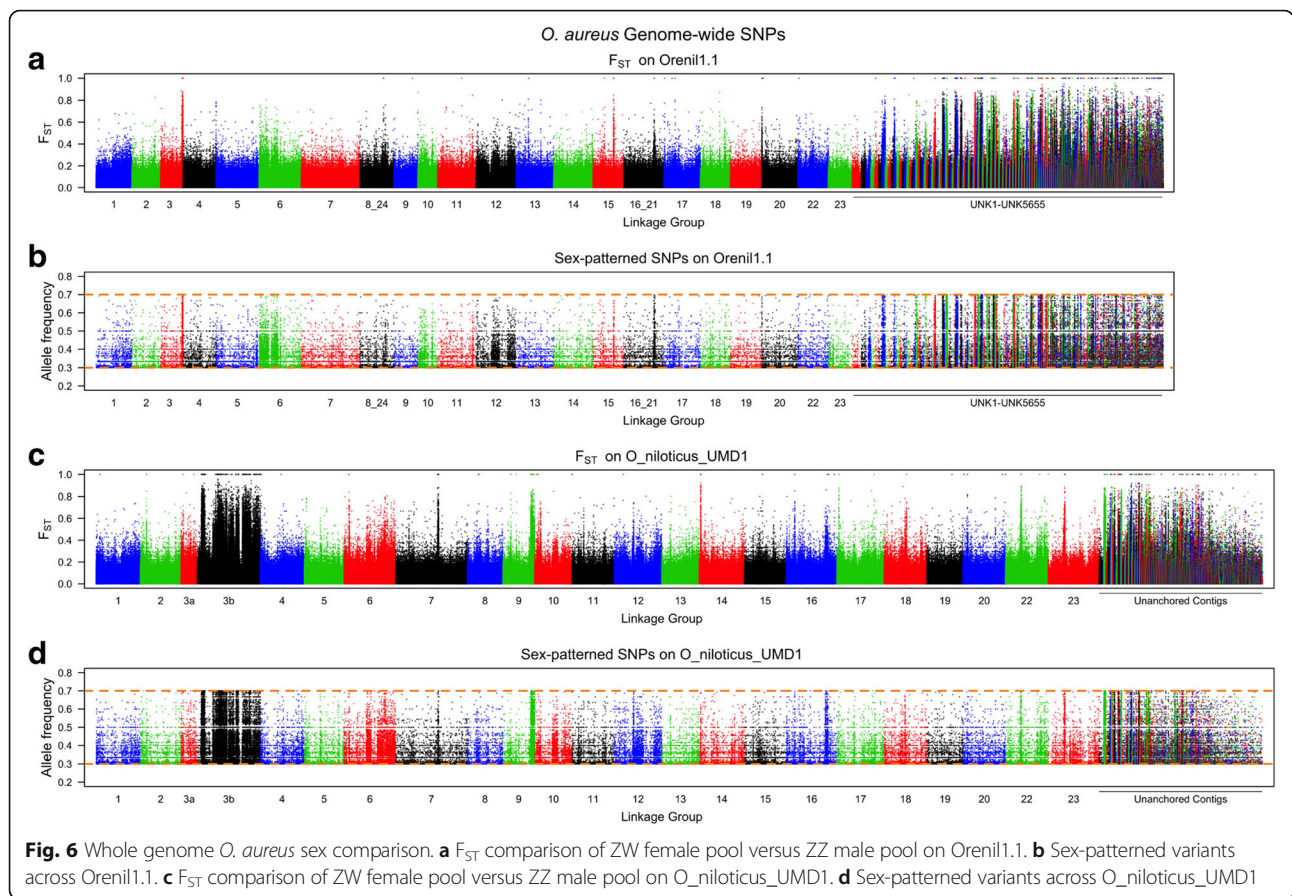 O. aureus Genome-wide SNPs
a
FST on Orenil1.1
FST
1.0
0.8
0.6
0.4
0.2
0.0
1 2 3 4 5 6 7 8_24 9 10 11 12 13 14 15 16_21 17 18 19 20 22 23 UNK1-UNK5655
Linkage Group
b
Sex-patterned SNPs on Orenil1.1
Allele frequency
0.8
0.7
0.6
0.5
0.4
0.3
0.2
1 2 3 4 5 6 7 8_24 9 10 11 12 13 14 15 16_21 17 18 19 20 22 23 UNK1-UNK5655
Linkage Group
c
FST on O_niloticus_UMD1
FST
1.0
0.8
0.6
0.4
0.2
0.0
1 2 3a 3b 4 5 6 7 8 9 10 11 12 13 14 15 16 17 18 19 20 22 23 Unanchored Contigs
Linkage Group
d
Sex-patterned SNPs on O_niloticus_UMD1
Allele frequency
0.8
0.7
0.6
0.5
0.4
0.3
0.2
1 2 3a 3b 4 5 6 7 8 9 10 11 12 13 14 15 16 17 18 19 20 22 23 Unanchored Contigs
Linkage Group
Fig. 6 Whole genome O. aureus sex comparison. a FST comparison of ZW female pool versus ZZ male pool on Orenil1.1. b Sex-patterned variants
across Orenil1.1. c FST comparison of ZW female pool versus ZZ male pool on O_niloticus_UMD1. d Sex-patterned variants across O_niloticus_UMD1